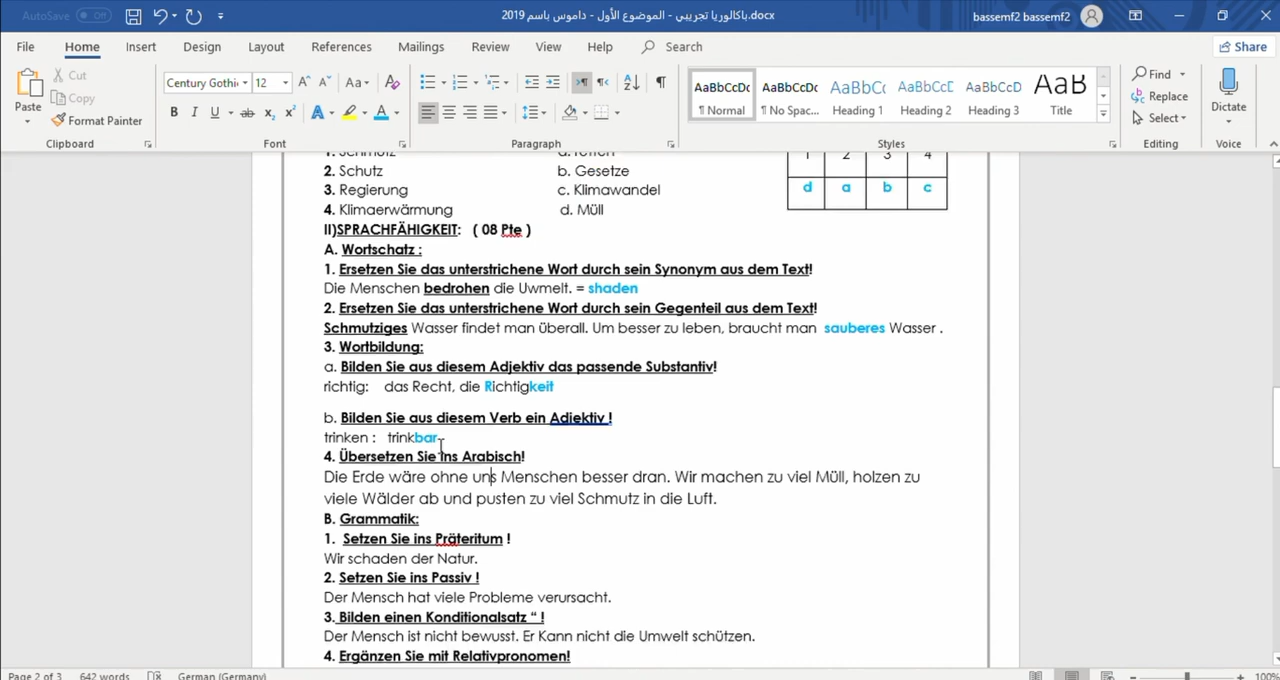 AutoSave Off
باكالوريا تجريبي - الموضوع الأول - داموس باسم 2019.docx
bassemf2 bassemf2
File Home Insert Design Layout References Mailings Review View Help Search Share
Paste Cut Copy Format Painter
Century Gothi 12
AaBbCcDc AaBbCcDc AaBbCc AaBbCcD AaBbCcD AaB
¶ Normal ¶ No Spac... Heading 1 Heading 2 Heading 3 Title
Find Replace Select
Dictate
Clipboard Font Paragraph Styles Editing Voice
1. Schmutz
1 2 3 4
2. Schutz b. Gesetze
3. Regierung c. Klimawandel d a b c
4. Klimaerwärmung d. Müll
II)SPRACHFÄHIGKEIT: ( 08 Pte )
A. Wortschatz :
1. Ersetzen Sie das unterstrichene Wort durch sein Synonym aus dem Text!
Die Menschen bedrohen die Uwmelt. = shaden
2. Ersetzen Sie das unterstrichene Wort durch sein Gegenteil aus dem Text!
Schmutziges Wasser findet man überall. Um besser zu leben, braucht man sauberes Wasser .
3. Wortbildung:
a. Bilden Sie aus diesem Adjektiv das passende Substantiv!
richtig: das Recht, die Richtigkeit
b. Bilden Sie aus diesem Verb ein Adjektiv !
trinken : trinkbar
4. Übersetzen Sie ins Arabisch!
Die Erde wäre ohne uns Menschen besser dran. Wir machen zu viel Müll, holzen zu
viele Wälder ab und pusten zu viel Schmutz in die Luft.
B. Grammatik:
1. Setzen Sie ins Präteritum !
Wir schaden der Natur.
2. Setzen Sie ins Passiv !
Der Mensch hat viele Probleme verursacht.
3. Bilden einen Konditionalsatz “ !
Der Mensch ist nicht bewusst. Er Kann nicht die Umwelt schützen.
4. Ergänzen Sie mit Relativpronomen!
Page 2 of 3 642 words German (Germany) 100%